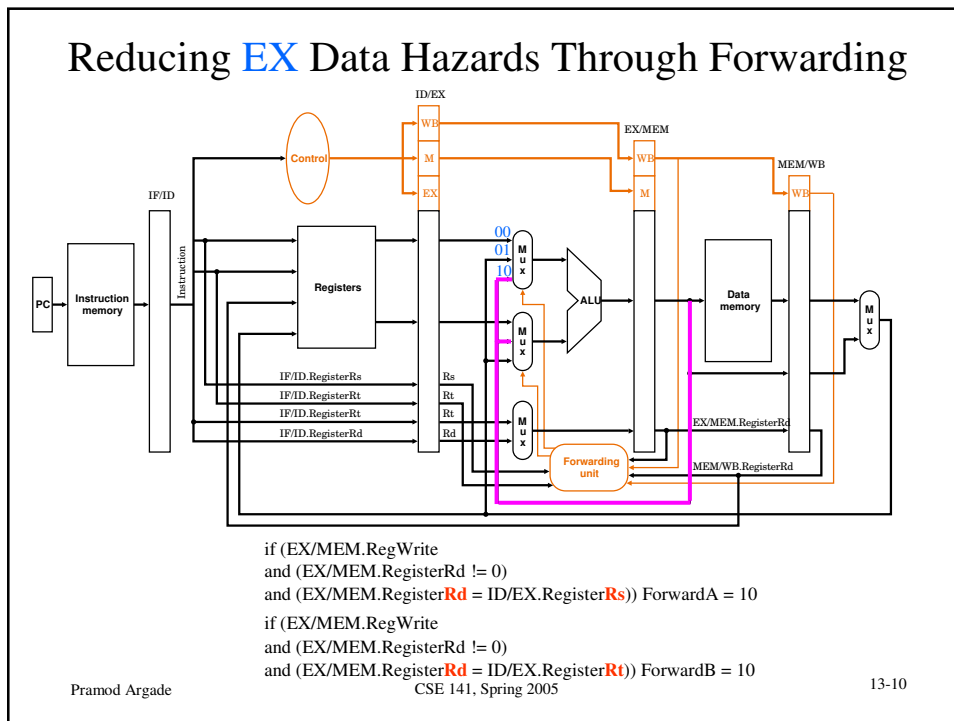 Reducing EX Data Hazards Through Forwarding
ID/EX
WB
M
EX
EX/MEM
WB
M
MEM/WB
WB
Control
IF/ID
Instruction
PC
Instruction
memory
Registers
00
01
10
M
u
x
M
u
x
M
u
x
ALU
Data
memory
M
u
x
IF/ID.RegisterRs
IF/ID.RegisterRt
IF/ID.RegisterRt
IF/ID.RegisterRd
Rs
Rt
Rt
Rd
EX/MEM.RegisterRd
Forwarding
unit
MEM/WB.RegisterRd
if (EX/MEM.RegWrite
and (EX/MEM.RegisterRd != 0)
and (EX/MEM.RegisterRd = ID/EX.RegisterRs)) ForwardA = 10
if (EX/MEM.RegWrite
and (EX/MEM.RegisterRd != 0)
and (EX/MEM.RegisterRd = ID/EX.RegisterRt)) ForwardB = 10
Pramod Argade
CSE 141, Spring 2005
13-10